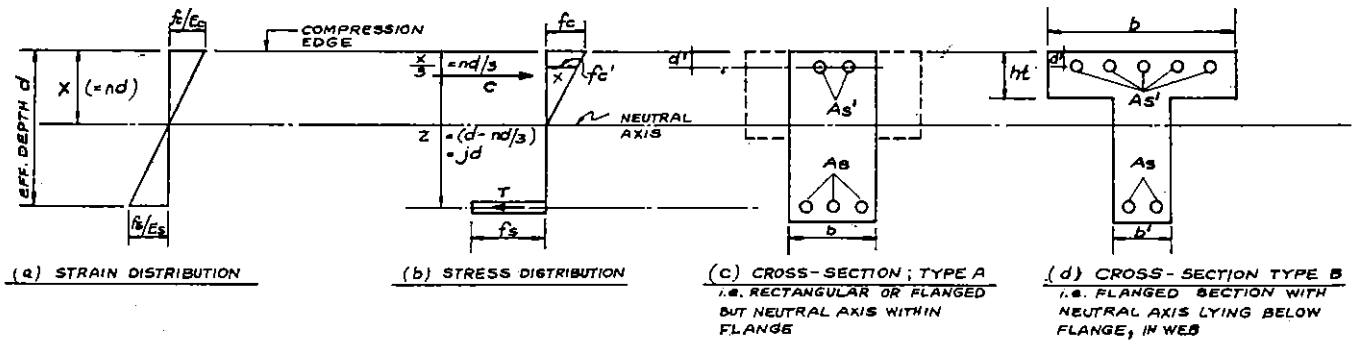 fc/Ec
COMPRESSION
EDGE
EFF. DEPTH d
x (=nd)
fs/Es
(a) STRAIN DISTRIBUTION
fc
x/3 = nd/3
C
x
fc'
z = (d - nd/3)
= jd
NEUTRAL
AXIS
T
fs
(b) STRESS DISTRIBUTION
d'
As'
As
b
(c) CROSS-SECTION; TYPE A
i.e. RECTANGULAR OR FLANGED
BUT NEUTRAL AXIS WITHIN
FLANGE
b
d'
ht
As'
As
b'
(d) CROSS-SECTION TYPE B
i.e. FLANGED SECTION WITH
NEUTRAL AXIS LYING BELOW
FLANGE, IN WEB